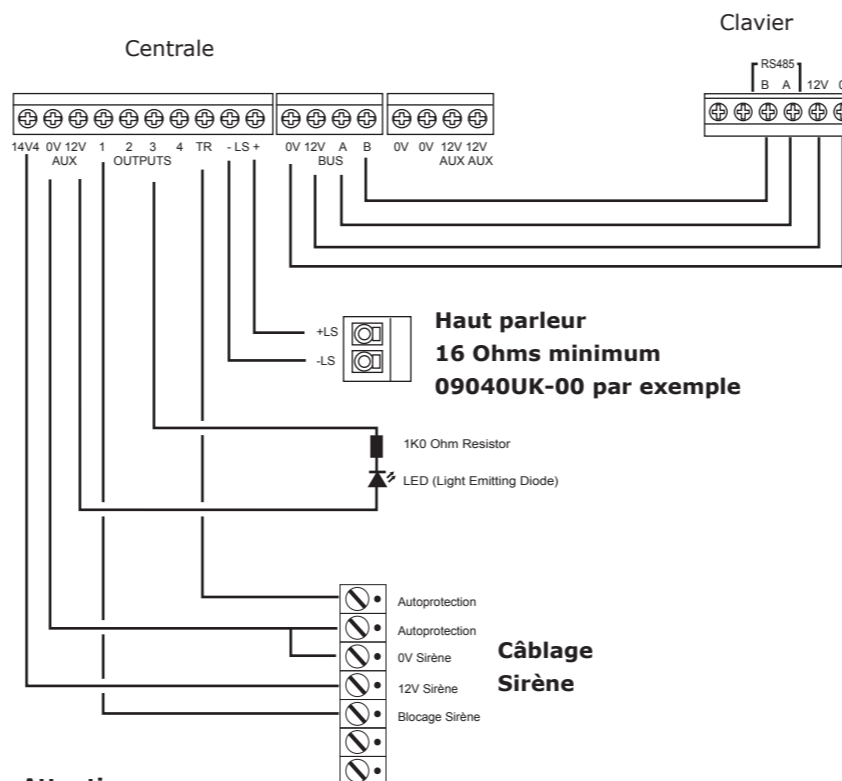 Clavier
Centrale
RS485
B A 12V
14V4 0V 12V 1 2 3 4 TR - LS + 0V 12V A B 0V 0V 12V 12V
AUX OUTPUTS BUS AUX AUX
+LS
-LS
Haut parleur
16 Ohms minimum
09040UK-00 par exemple
1K0 Ohm Resistor
LED (Light Emitting Diode)
Autoprotection
Autoprotection
0V Sirène
12V Sirène
Blocage Sirène
Câblage
Sirène